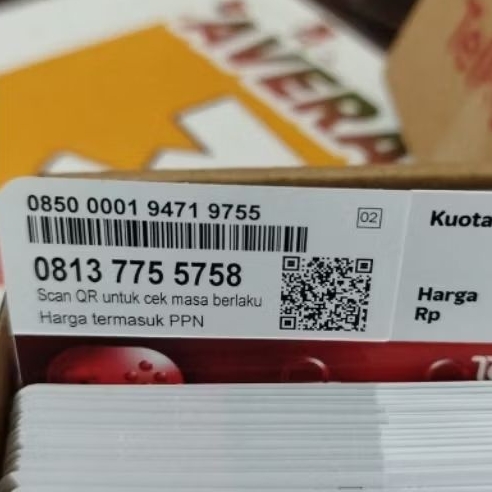 AVERA
0850 0001 9471 9755
02
0813 775 5758
Scan QR untuk cek masa berlaku
Harga termasuk PPN
Kuota
Harga
Rp